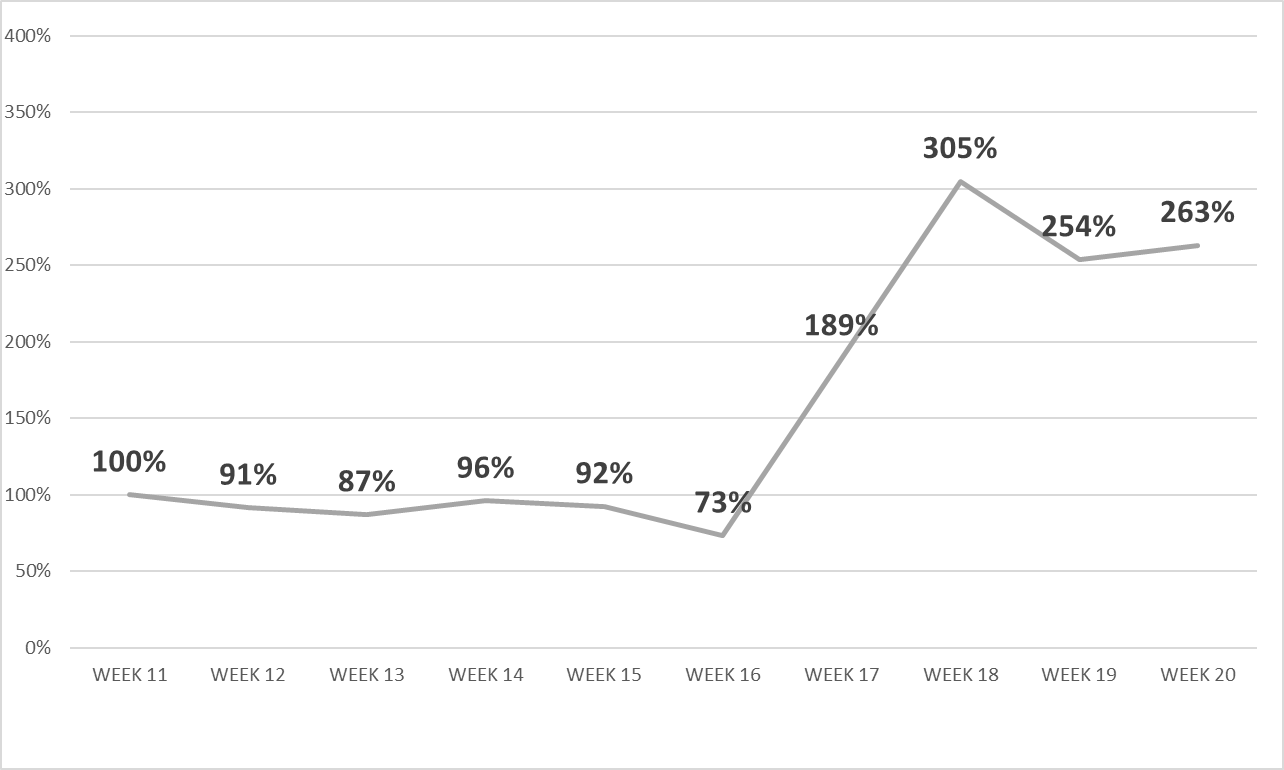 400%
350%
300%
250%
200%
150%
100%
50%
0%
100%
91%
87%
96%
92%
73%
189%
305%
254%
263%
WEEK 11
WEEK 12
WEEK 13
WEEK 14
WEEK 15
WEEK 16
WEEK 17
WEEK 18
WEEK 19
WEEK 20